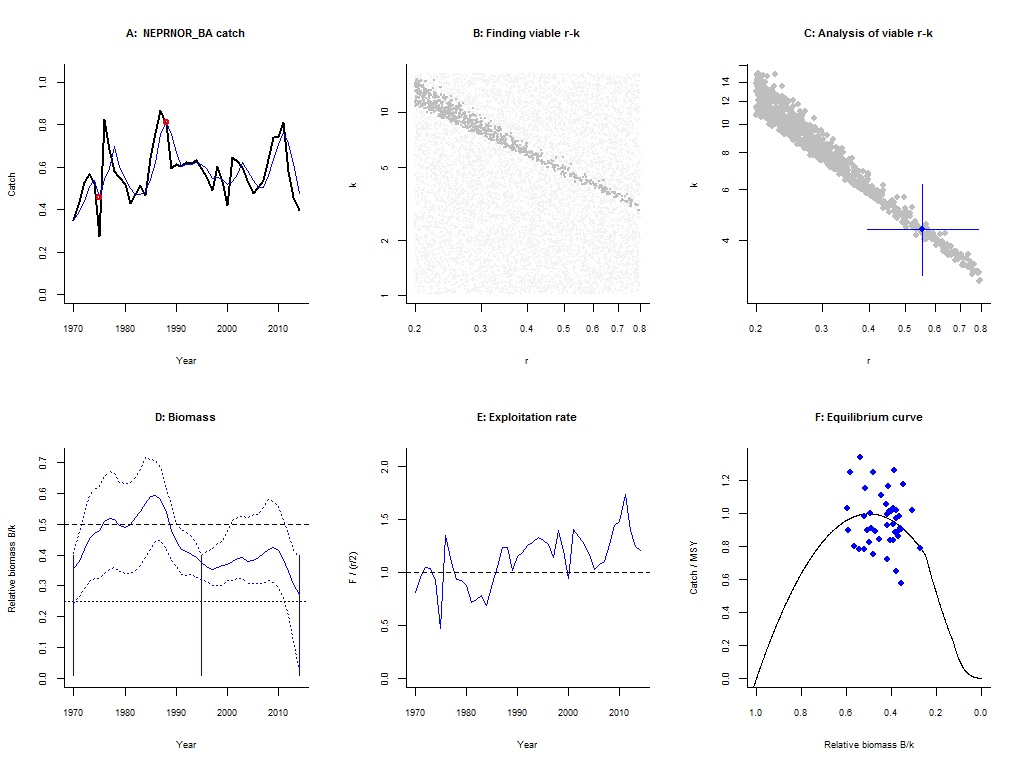 A: NEPRNOR_BA catch
Catch
0.0 0.2 0.4 0.6 0.8 1.0
1970 1980 1990 2000 2010
Year
B: Finding viable r-k
k
1 2 5 10
0.2 0.3 0.4 0.5 0.6 0.7 0.8
r
C: Analysis of viable r-k
k
4 6 8 10 12 14
0.2 0.3 0.4 0.5 0.6 0.7 0.8
r
D: Biomass
Relative biomass B/k
0.0 0.1 0.2 0.3 0.4 0.5 0.6 0.7
1970 1980 1990 2000 2010
Year
E: Exploitation rate
F / (r/2)
0.0 0.5 1.0 1.5 2.0
1970 1980 1990 2000 2010
Year
F: Equilibrium curve
Catch / MSY
0.0 0.2 0.4 0.6 0.8 1.0 1.2
1.0 0.8 0.6 0.4 0.2 0.0
Relative biomass B/k